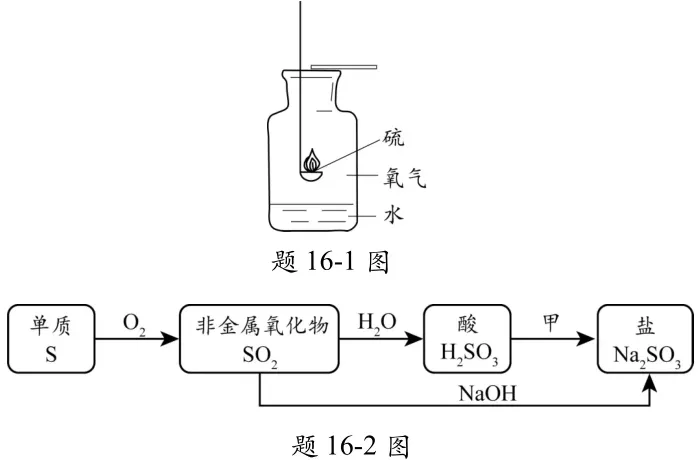 硫
氧气
水
题 16-1 图
单质
S
O₂
非金属氧化物
SO₂
H₂O
酸
H₂SO₃
甲
盐
Na₂SO₃
NaOH
题 16-2 图